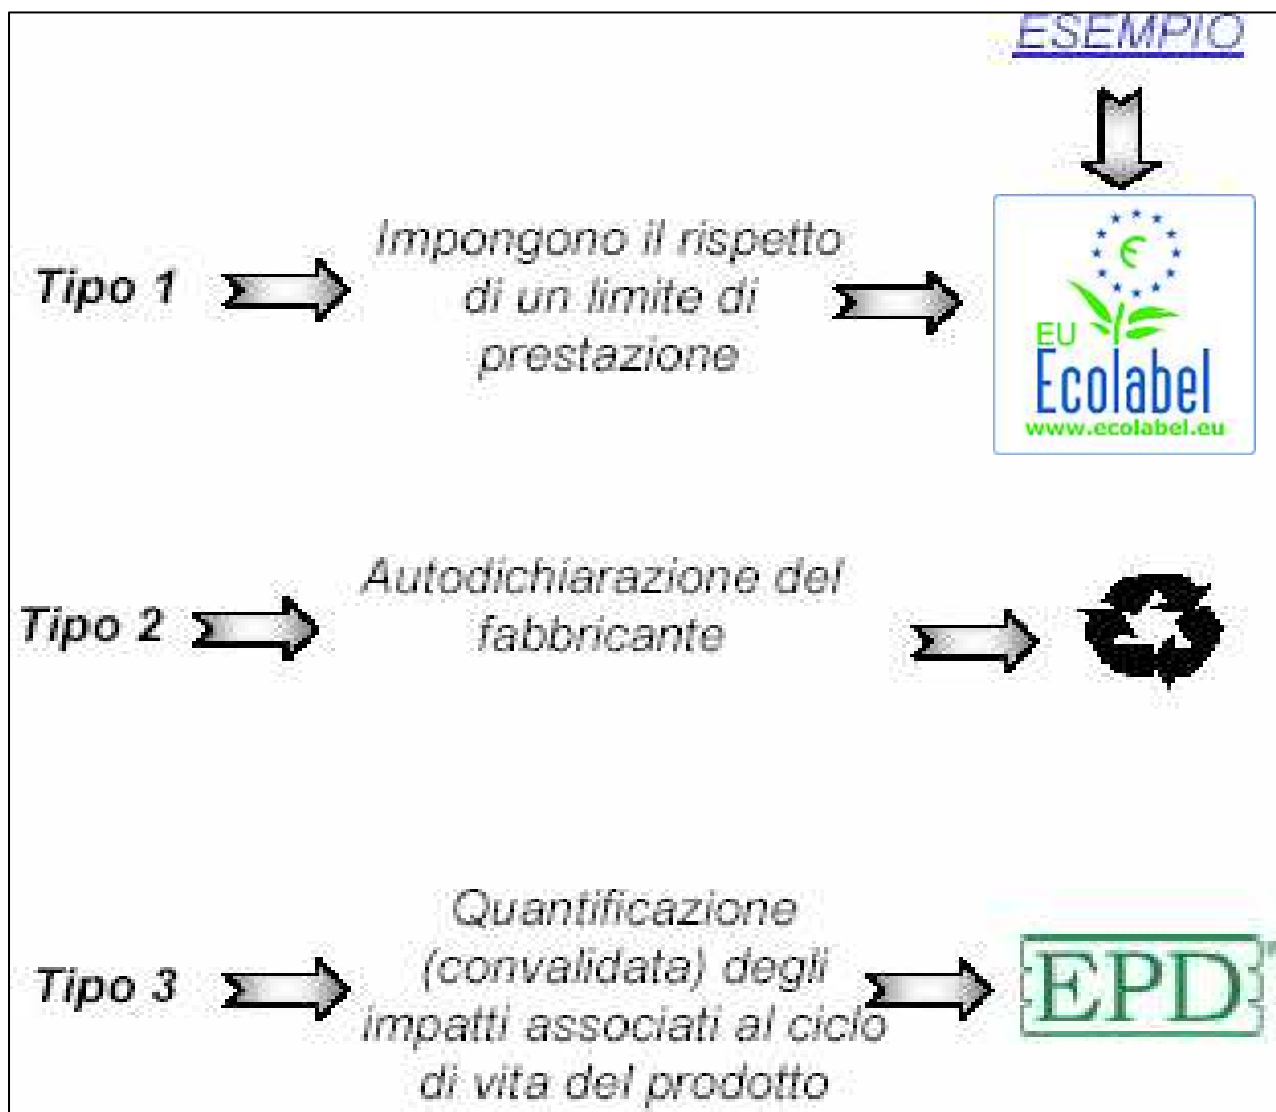 ESEMPIO
Tipo 1
Impongono il rispetto
di un limite di
prestazione
EU
Ecolabel
www.ecolabel.eu
Tipo 2
Autodichiarazione del
fabbricante
Tipo 3
Quantificazione
(convalidata) degli
impatti associati al ciclo
di vita del prodotto
EPD